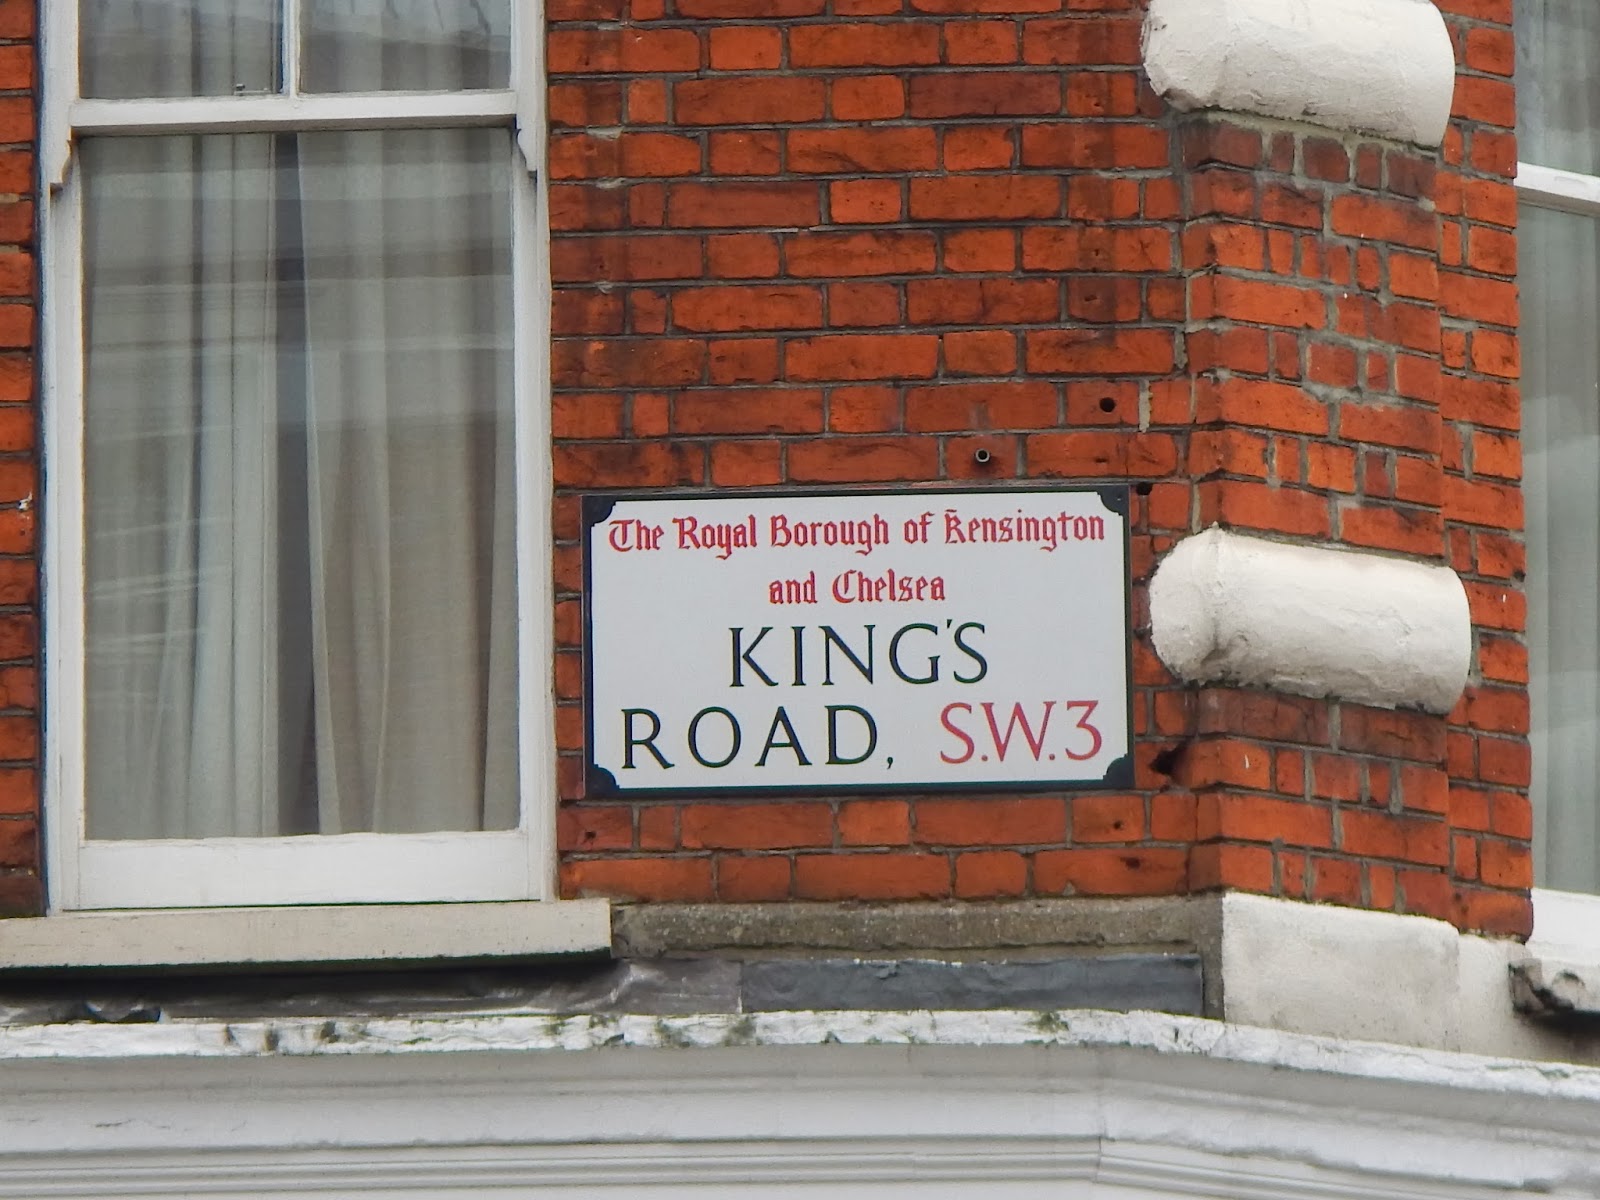 The Royal Borough of Kensington
and Chelsea
KING'S
ROAD, S.W.3